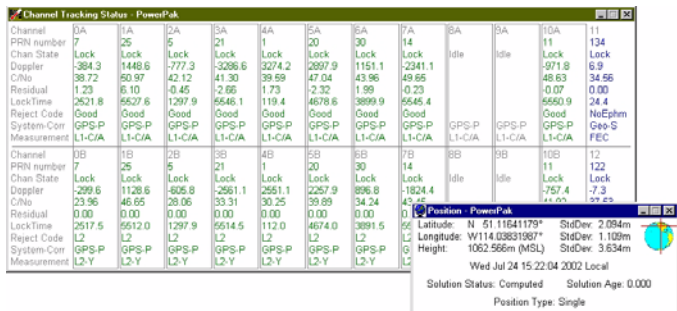 Channel Tracking Status - PowerPak
Channel 0A 1A 2A 3A 4A 5A 6A 7A 8A 9A 10A 11
PRN number 7 25 5 21 1 20 30 14 11 134
Chan State Lock Lock Lock Lock Lock Lock Lock Lock Idle Idle Lock Lock
Doppler -384.3 1448.6 -777.3 -3286.6 3274.2 2897.9 1151.1 -2341.1 -971.8 6.9
C/No 38.72 50.97 42.12 41.30 39.59 47.04 43.96 49.65 48.63 34.56
Residual 1.23 6.10 -0.45 -2.66 1.73 -2.32 1.99 -0.23 -0.07 0.00
LockTime 2521.8 5527.6 1297.9 5546.1 119.4 4678.6 3899.9 5545.4 5550.9 24.4
Reject Code Good Good Good Good Good Good Good Good Good NoEphm
System-Corr GPS-P GPS-P GPS-P GPS-P GPS-P GPS-P GPS-P GPS-P GPS-P GPS-P GPS-P Geo-S
Measurement L1-C/A L1-C/A L1-C/A L1-C/A L1-C/A L1-C/A L1-C/A L1-C/A L1-C/A L1-C/A L1-C/A FEC
Channel 0B 1B 2B 3B 4B 5B 6B 7B 8B 9B 10B 12
PRN number 7 25 5 21 1 20 30 14 11 122
Chan State Lock Lock Lock Lock Lock Lock Lock Lock Idle Idle Lock Lock
Doppler -299.6 1128.6 -605.8 -2561.1 2551.1 2257.9 896.8 -1824.4 -757.4 -7.3
C/No 23.96 46.65 28.06 33.31 30.25 39.89 34.24
Residual 0.00 0.00 0.00 0.00 0.00 0.00 0.00
LockTime 2517.5 5512.0 1297.9 5514.5 112.0 4674.0 3891.5
Reject Code L2 L2 L2 L2 L2 L2 L2
System-Corr GPS-P GPS-P GPS-P GPS-P GPS-P GPS-P GPS-P
Measurement L2-Y L2-Y L2-Y L2-Y L2-Y L2-Y L2-Y
Position - PowerPak
Latitude: N 51.11641179° StdDev: 2.094m
Longitude: W114.03831987° StdDev: 1.109m
Height: 1062.566m (MSL) StdDev: 3.634m
Wed Jul 24 15:22:04 2002 Local
Solution Status: Computed Solution Age: 0.000
Position Type: Single